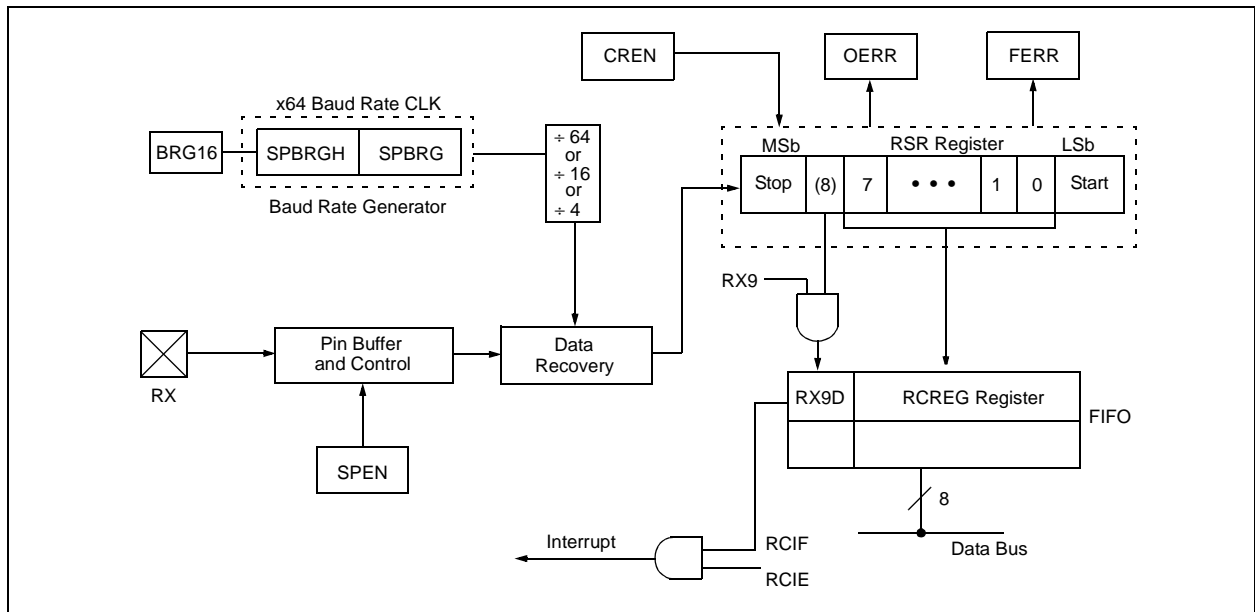 CREN
OERR
FERR
x64 Baud Rate CLK
BRG16
SPBRGH
SPBRG
Baud Rate Generator
÷ 64
or
÷ 16
or
÷ 4
MSb
RSR Register
LSb
Stop
(8)
7
• • •
1
0
Start
RX9
RX
Pin Buffer
and Control
Data
Recovery
SPEN
RX9D
RCREG Register
FIFO
8
Data Bus
Interrupt
RCIF
RCIE